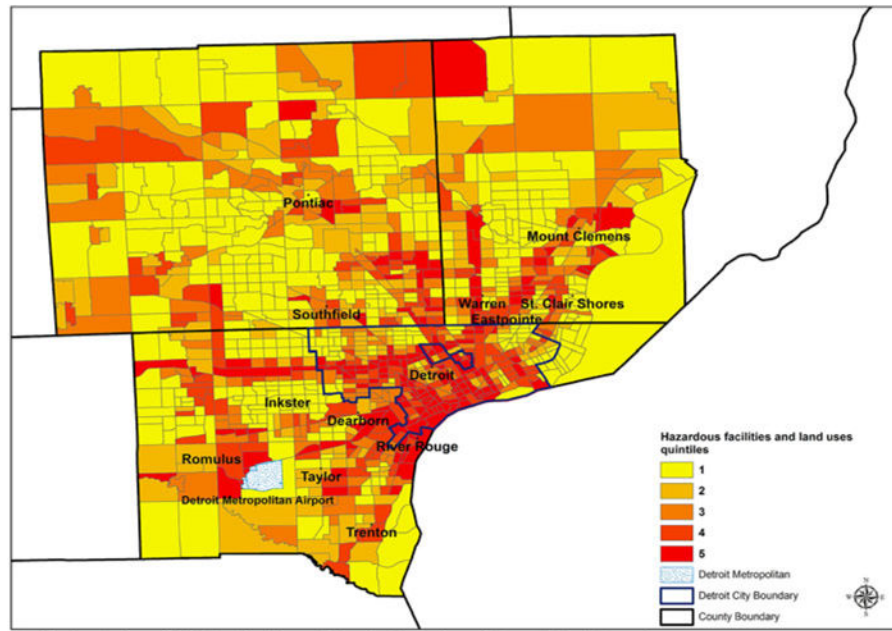 Pontiac
Mount Clemens
Warren
St. Clair Shores
Eastpointe
Southfield
Detroit
Inkster
Dearborn
River Rouge
Romulus
Taylor
Detroit Metropolitan Airport
Trenton
Hazardous facilities and land uses
quintiles
1
2
3
4
5
Detroit Metropolitan
Detroit City Boundary
County Boundary
N
W
E
S